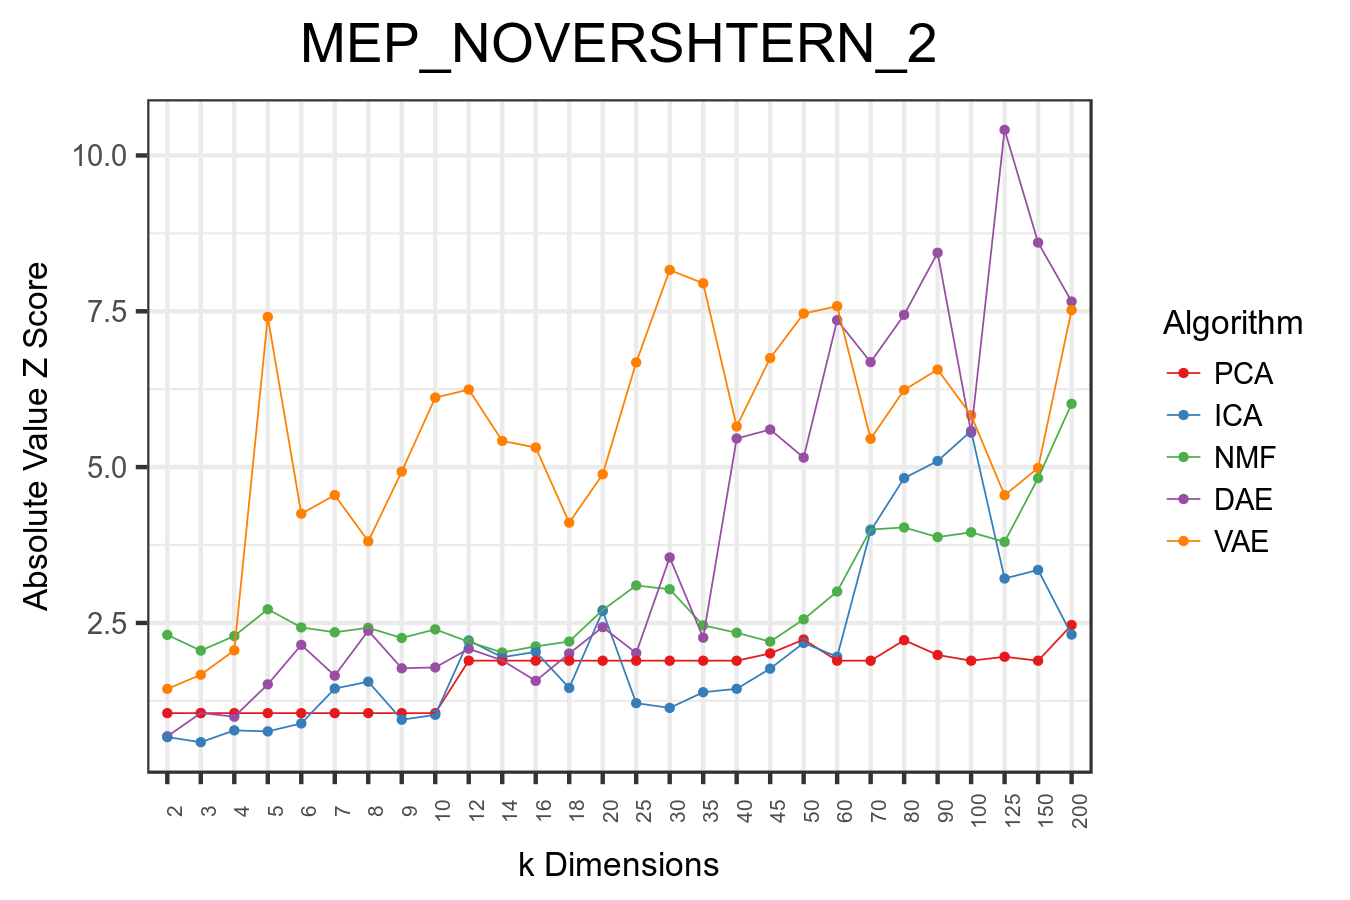 MEP_NOVERSHTERN_2
Absolute Value Z Score
10.0
7.5
5.0
2.5
2 3 4 5 6 7 8 9 10 12 14 16 18 20 25 30 35 40 45 50 60 70 80 90 100 125 150 200
k Dimensions
Algorithm
PCA
ICA
NMF
DAE
VAE